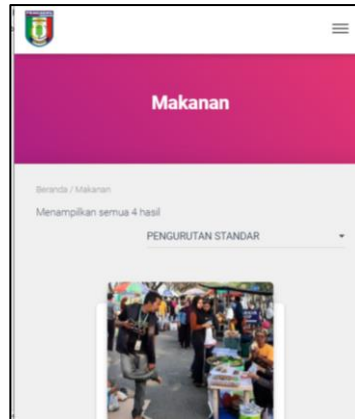 Makanan
Beranda / Makanan
Menampilkan semua 4 hasil
PENGURUTAN STANDAR